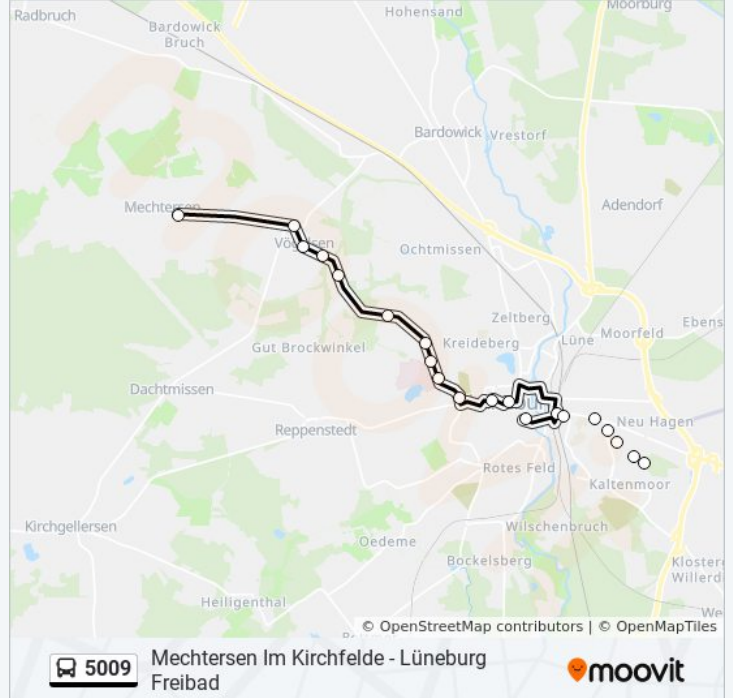 Radbruch
Hohensand
Moorburg
Bardowick
Bruch
Bardowick
Vrestorf
Mechtersen
Adendorf
Vögelsen
Ochtmissen
Zeltberg
Ebens
Gut Brockwinkel
Kreideberg
Lüne
Moorfeld
Dachtmissen
Reppenstedt
Neu Hagen
Rotes Feld
Kaltenmoor
Kirchgellersen
Wilschenbruch
Oedeme
Bockelsberg
Kloster
Willerd
Heiligenthal
We
© OpenStreetMap contributors | © OpenMapTiles
5009
Mechtersen Im Kirchfelde - Lüneburg
Freibad
moovit